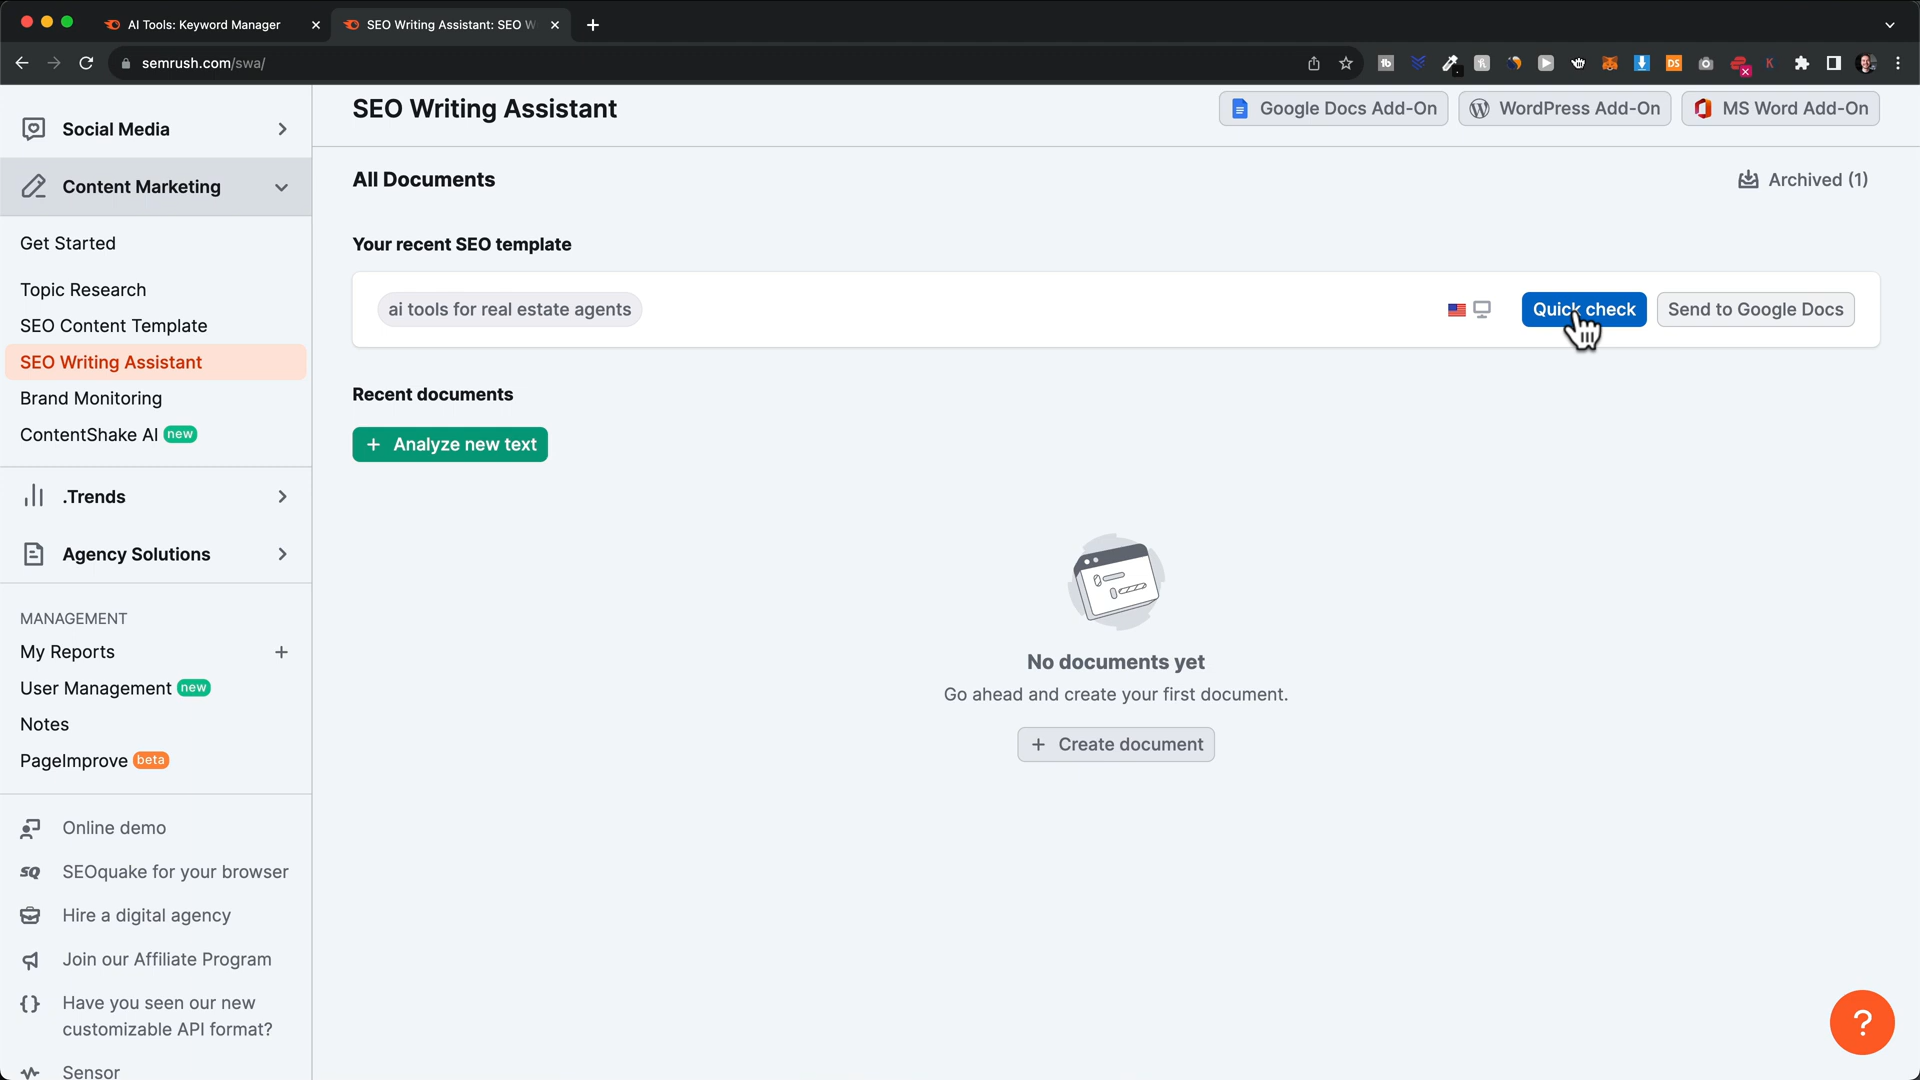 AI Tools: Keyword Manager
SEO Writing Assistant: SEO W
semrush.com/swa/
Social Media
Content Marketing
Get Started
Topic Research
SEO Content Template
SEO Writing Assistant
Brand Monitoring
ContentShake AI new
.Trends
Agency Solutions
MANAGEMENT
My Reports
User Management new
Notes
PageImprove beta
Online demo
SEOquake for your browser
Hire a digital agency
Join our Affiliate Program
Have you seen our new
customizable API format?
Sensor
SEO Writing Assistant
Google Docs Add-On
WordPress Add-On
MS Word Add-On
All Documents
Archived (1)
Your recent SEO template
ai tools for real estate agents
Quick check
Send to Google Docs
Recent documents
+ Analyze new text
No documents yet
Go ahead and create your first document.
+ Create document
?